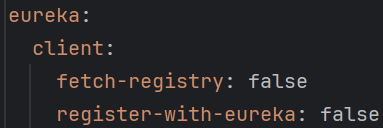 eureka:
  client:
    fetch-registry: false
    register-with-eureka: false